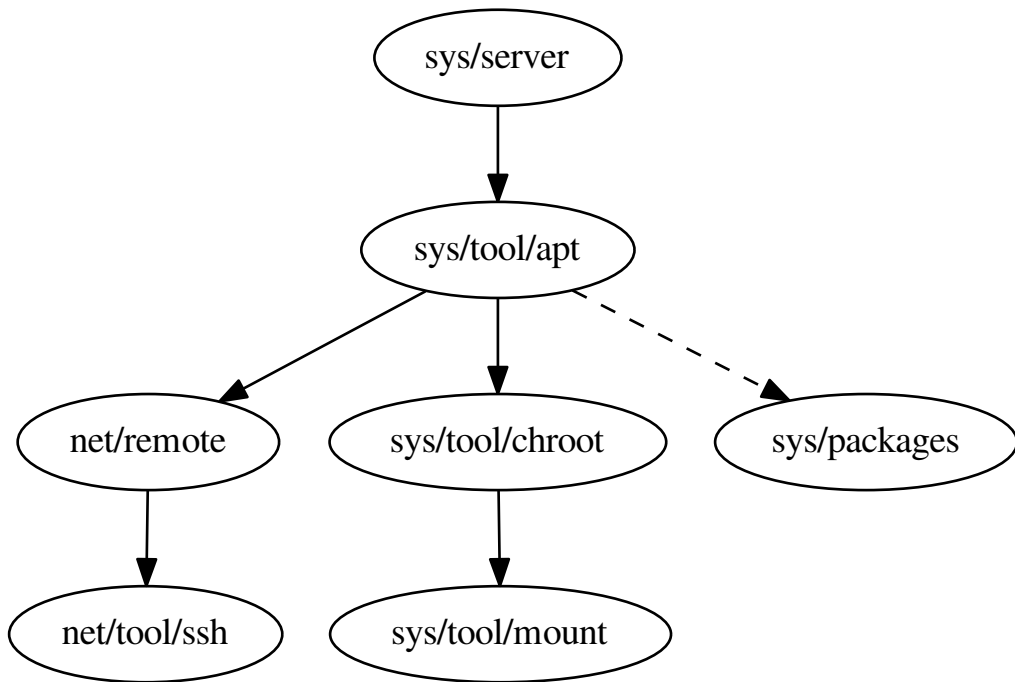 sys/server
sys/tool/apt
net/remote
sys/tool/chroot
sys/packages
net/tool/ssh
sys/tool/mount